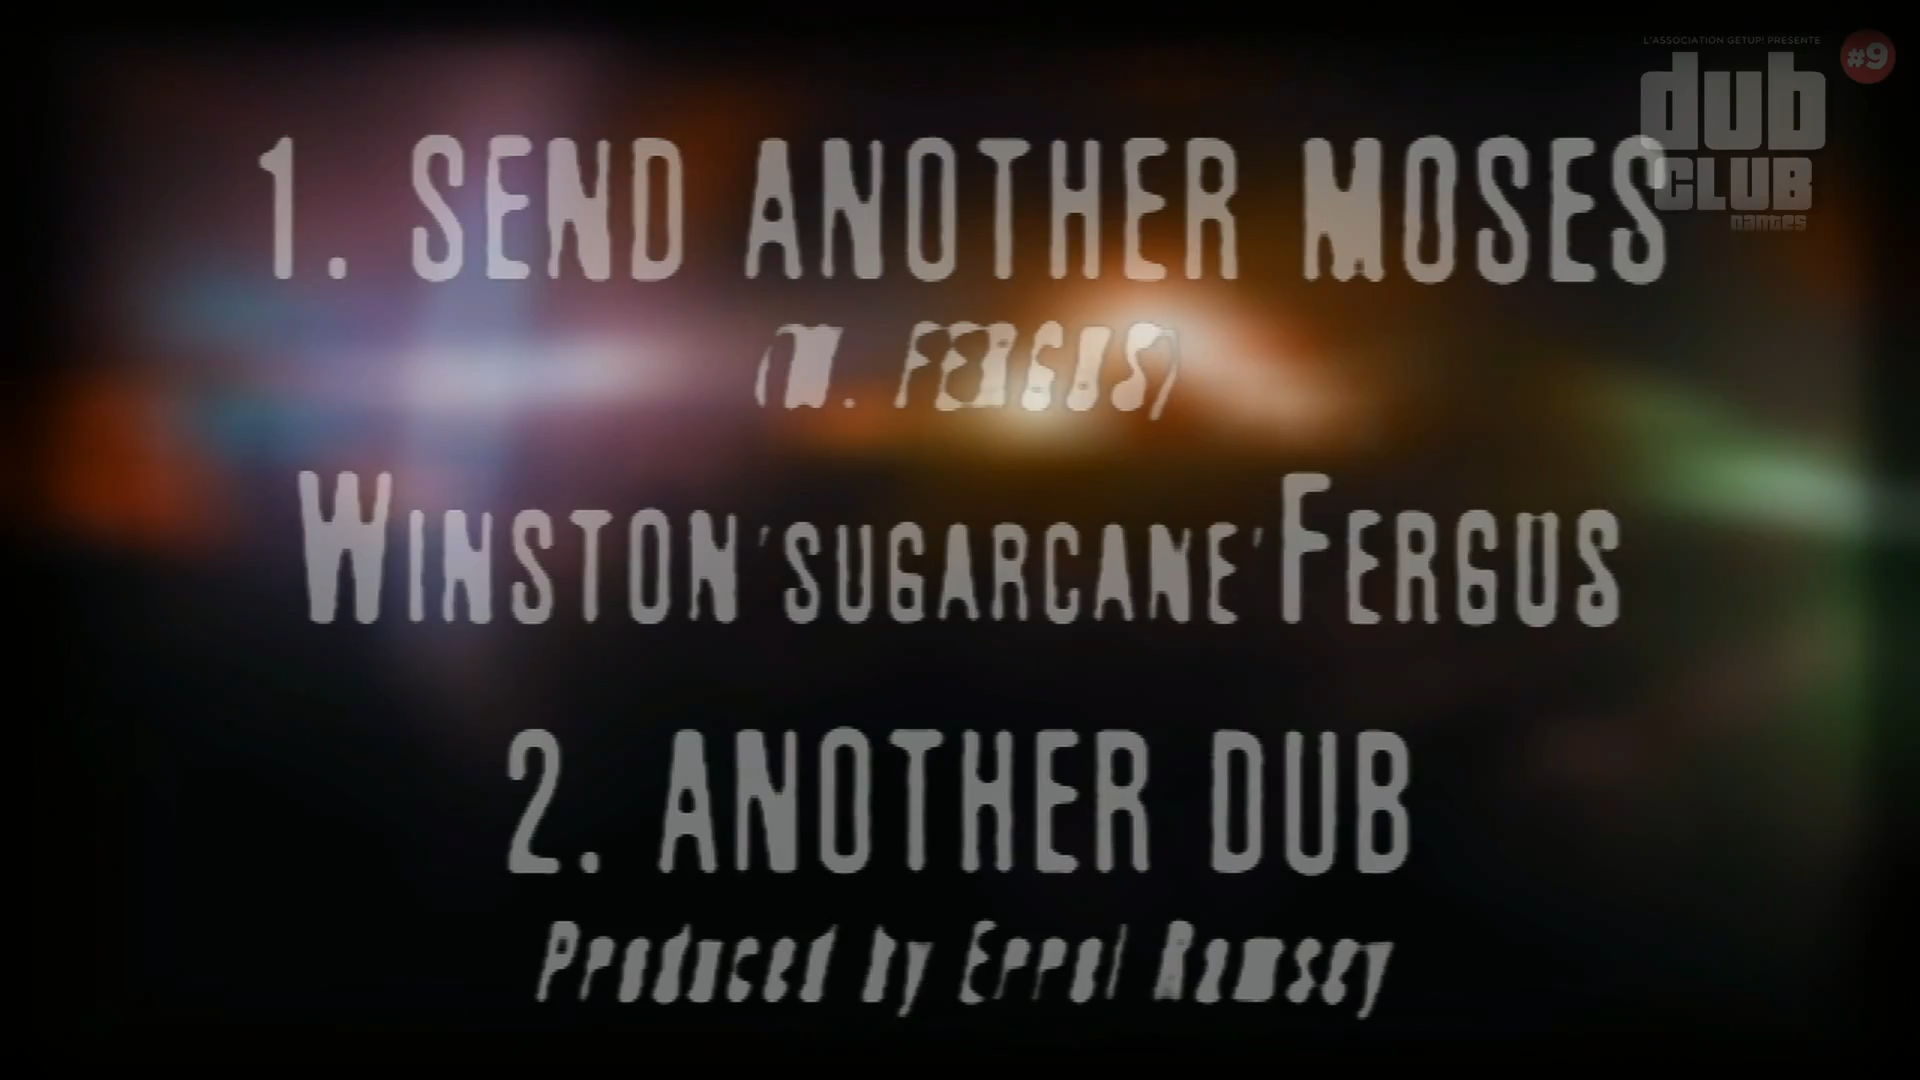 L'ASSOCIATION GETUP! PRESENTE
dub #9
CLUB
nantes
1. SEND ANOTHER MOSES
(W. FERGUS)
WINSTON 'SUGARCANE' FERGUS
2. ANOTHER DUB
Produced by Errol Ramsey